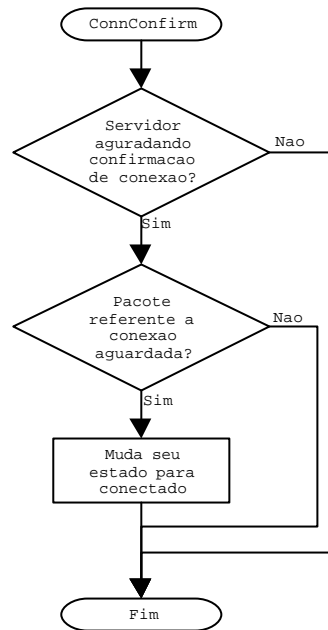 ConnConfirm
Servidor
aguradando
confirmacao
de conexao?
Nao
Sim
Pacote
referente a
conexao
aguardada?
Nao
Sim
Muda seu
estado para
conectado
Fim